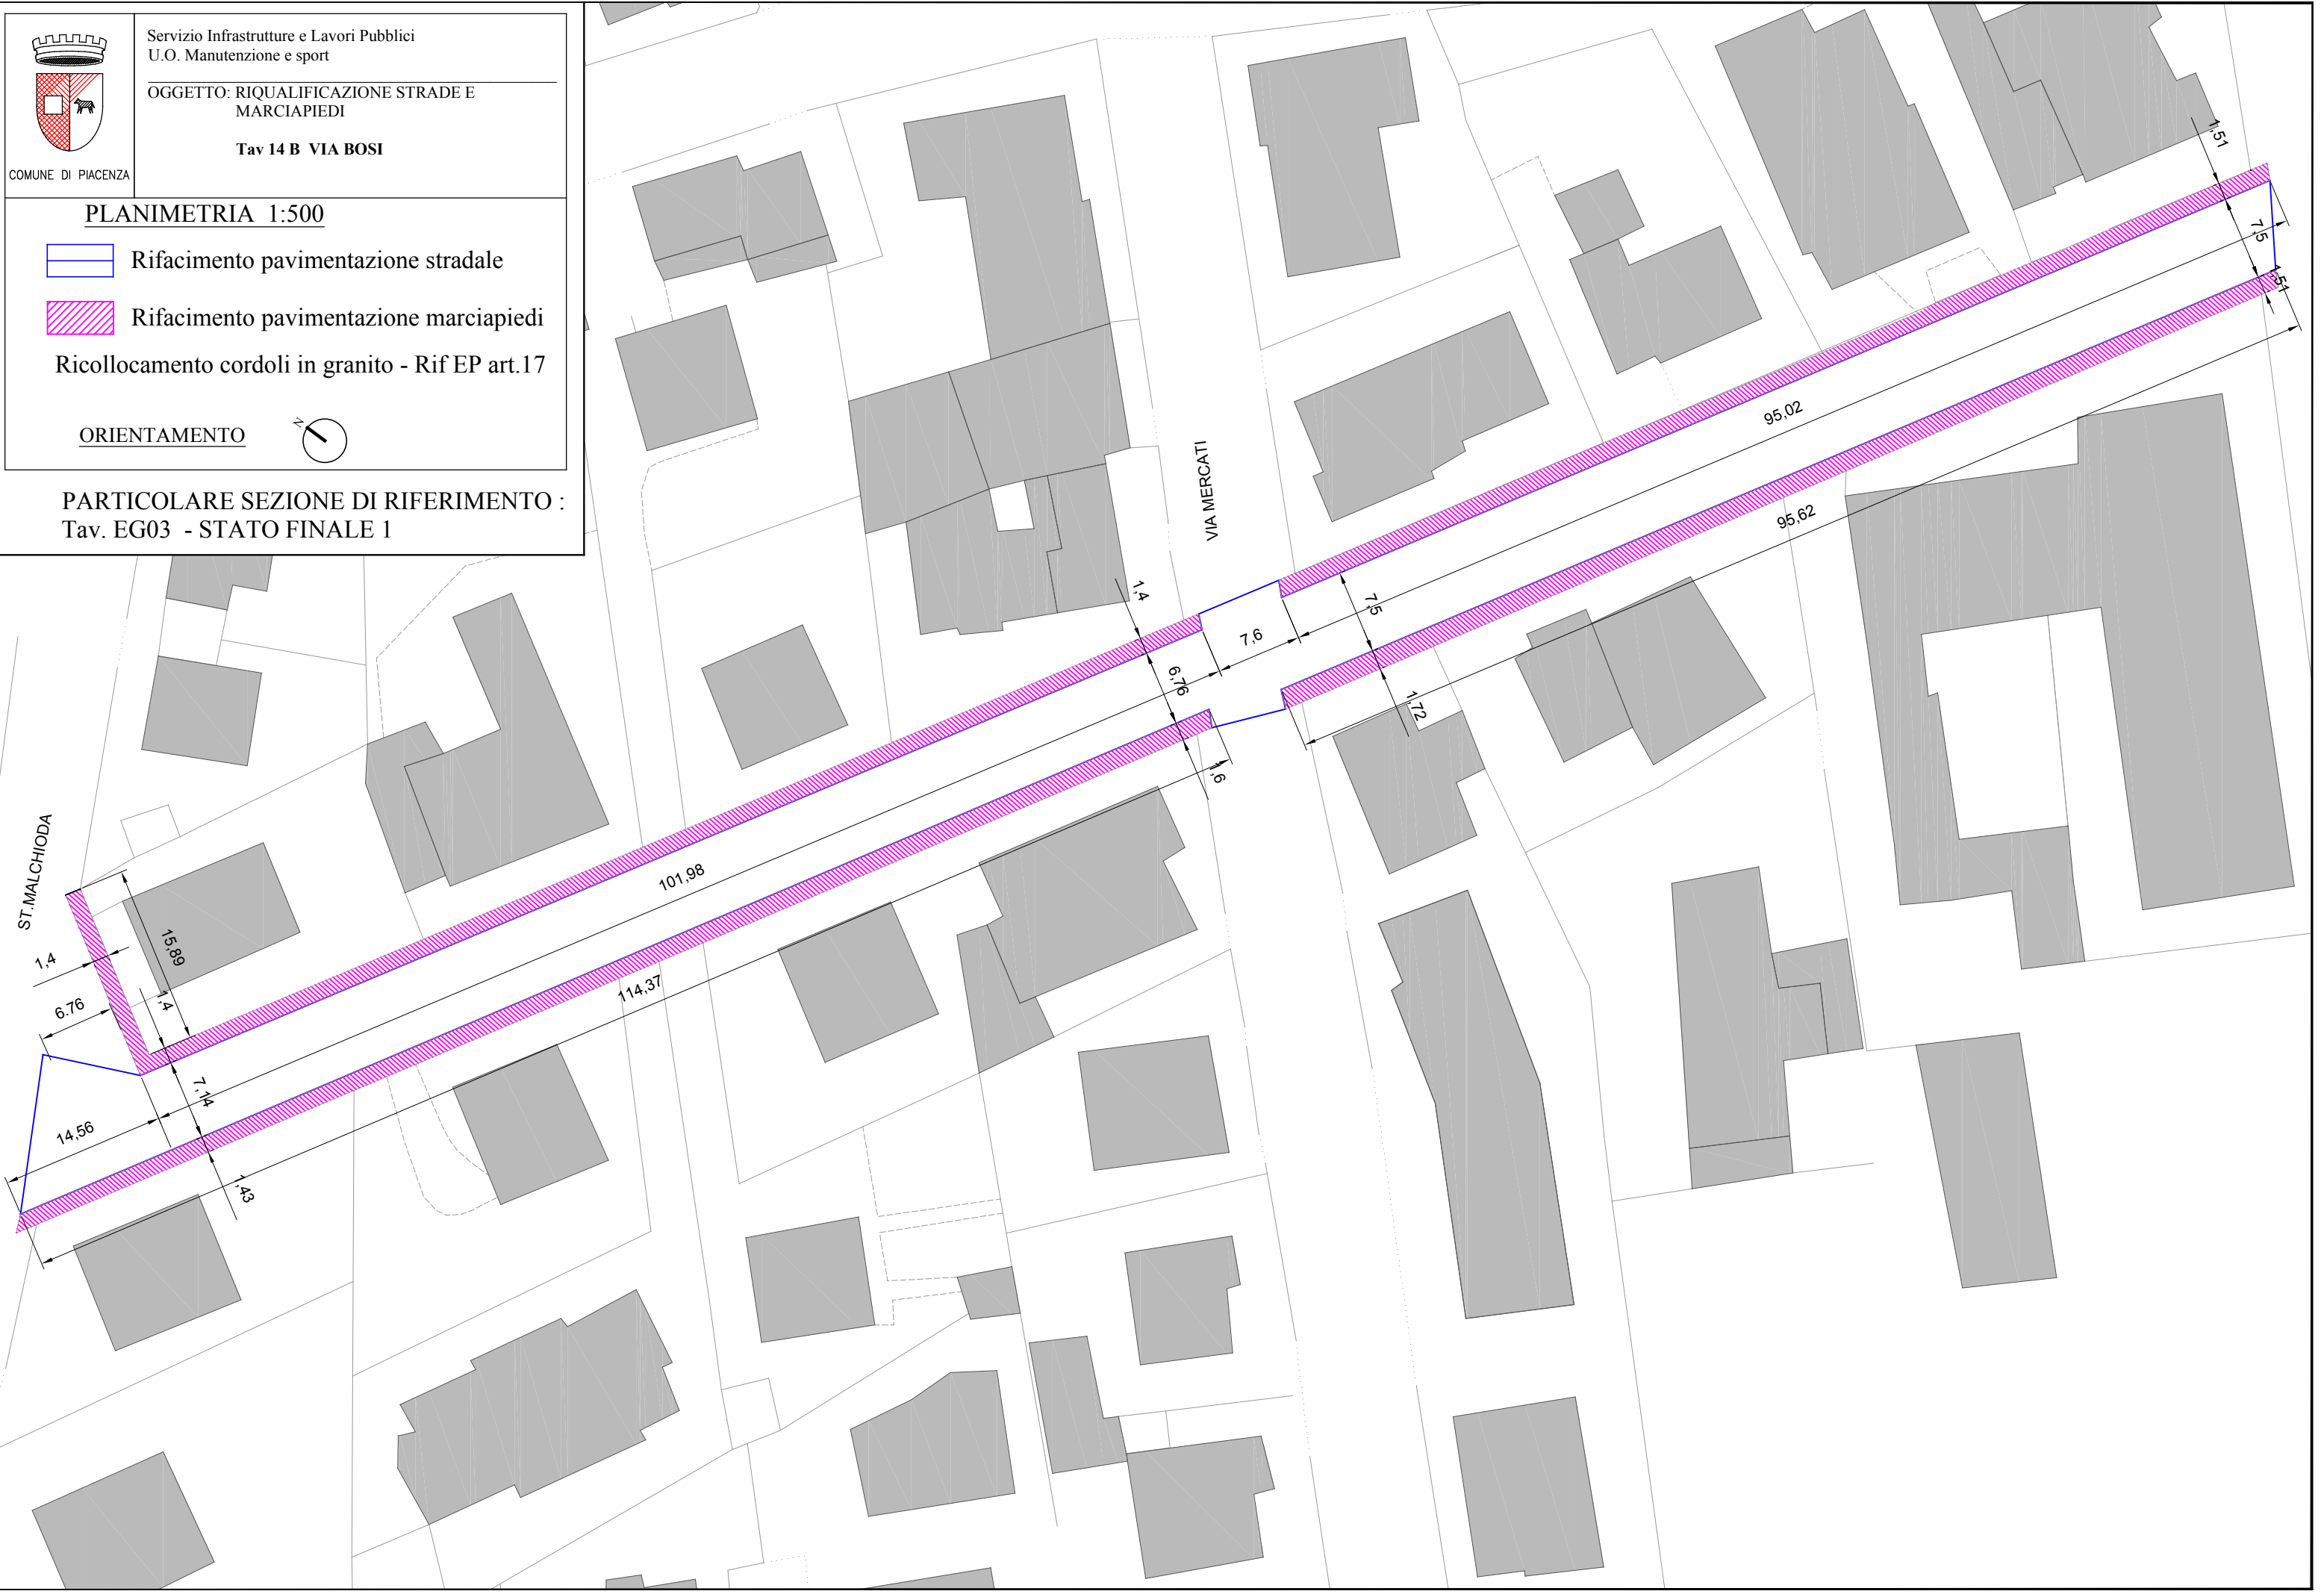 Servizio Infrastrutture e Lavori Pubblici
U.O. Manutenzione e sport
OGGETTO: RIQUALIFICAZIONE STRADE E
MARCIAPIEDI
Tav 14 B  VIA BOSI
COMUNE DI PIACENZA
PLANIMETRIA  1:500
Rifacimento pavimentazione stradale
Rifacimento pavimentazione marciapiedi
Ricollocamento cordoli in granito - Rif EP art.17
ORIENTAMENTO
N
PARTICOLARE SEZIONE DI RIFERIMENTO :
Tav. EG03  - STATO FINALE 1
1,51
7,5
1,51
95,02
95,62
VIA MERCATI
1,4
7,6
7,5
6,76
1,72
1,6
101,98
114,37
ST.MALCHIODA
15,89
1,4
1,4
6.76
7,14
14,56
1,43